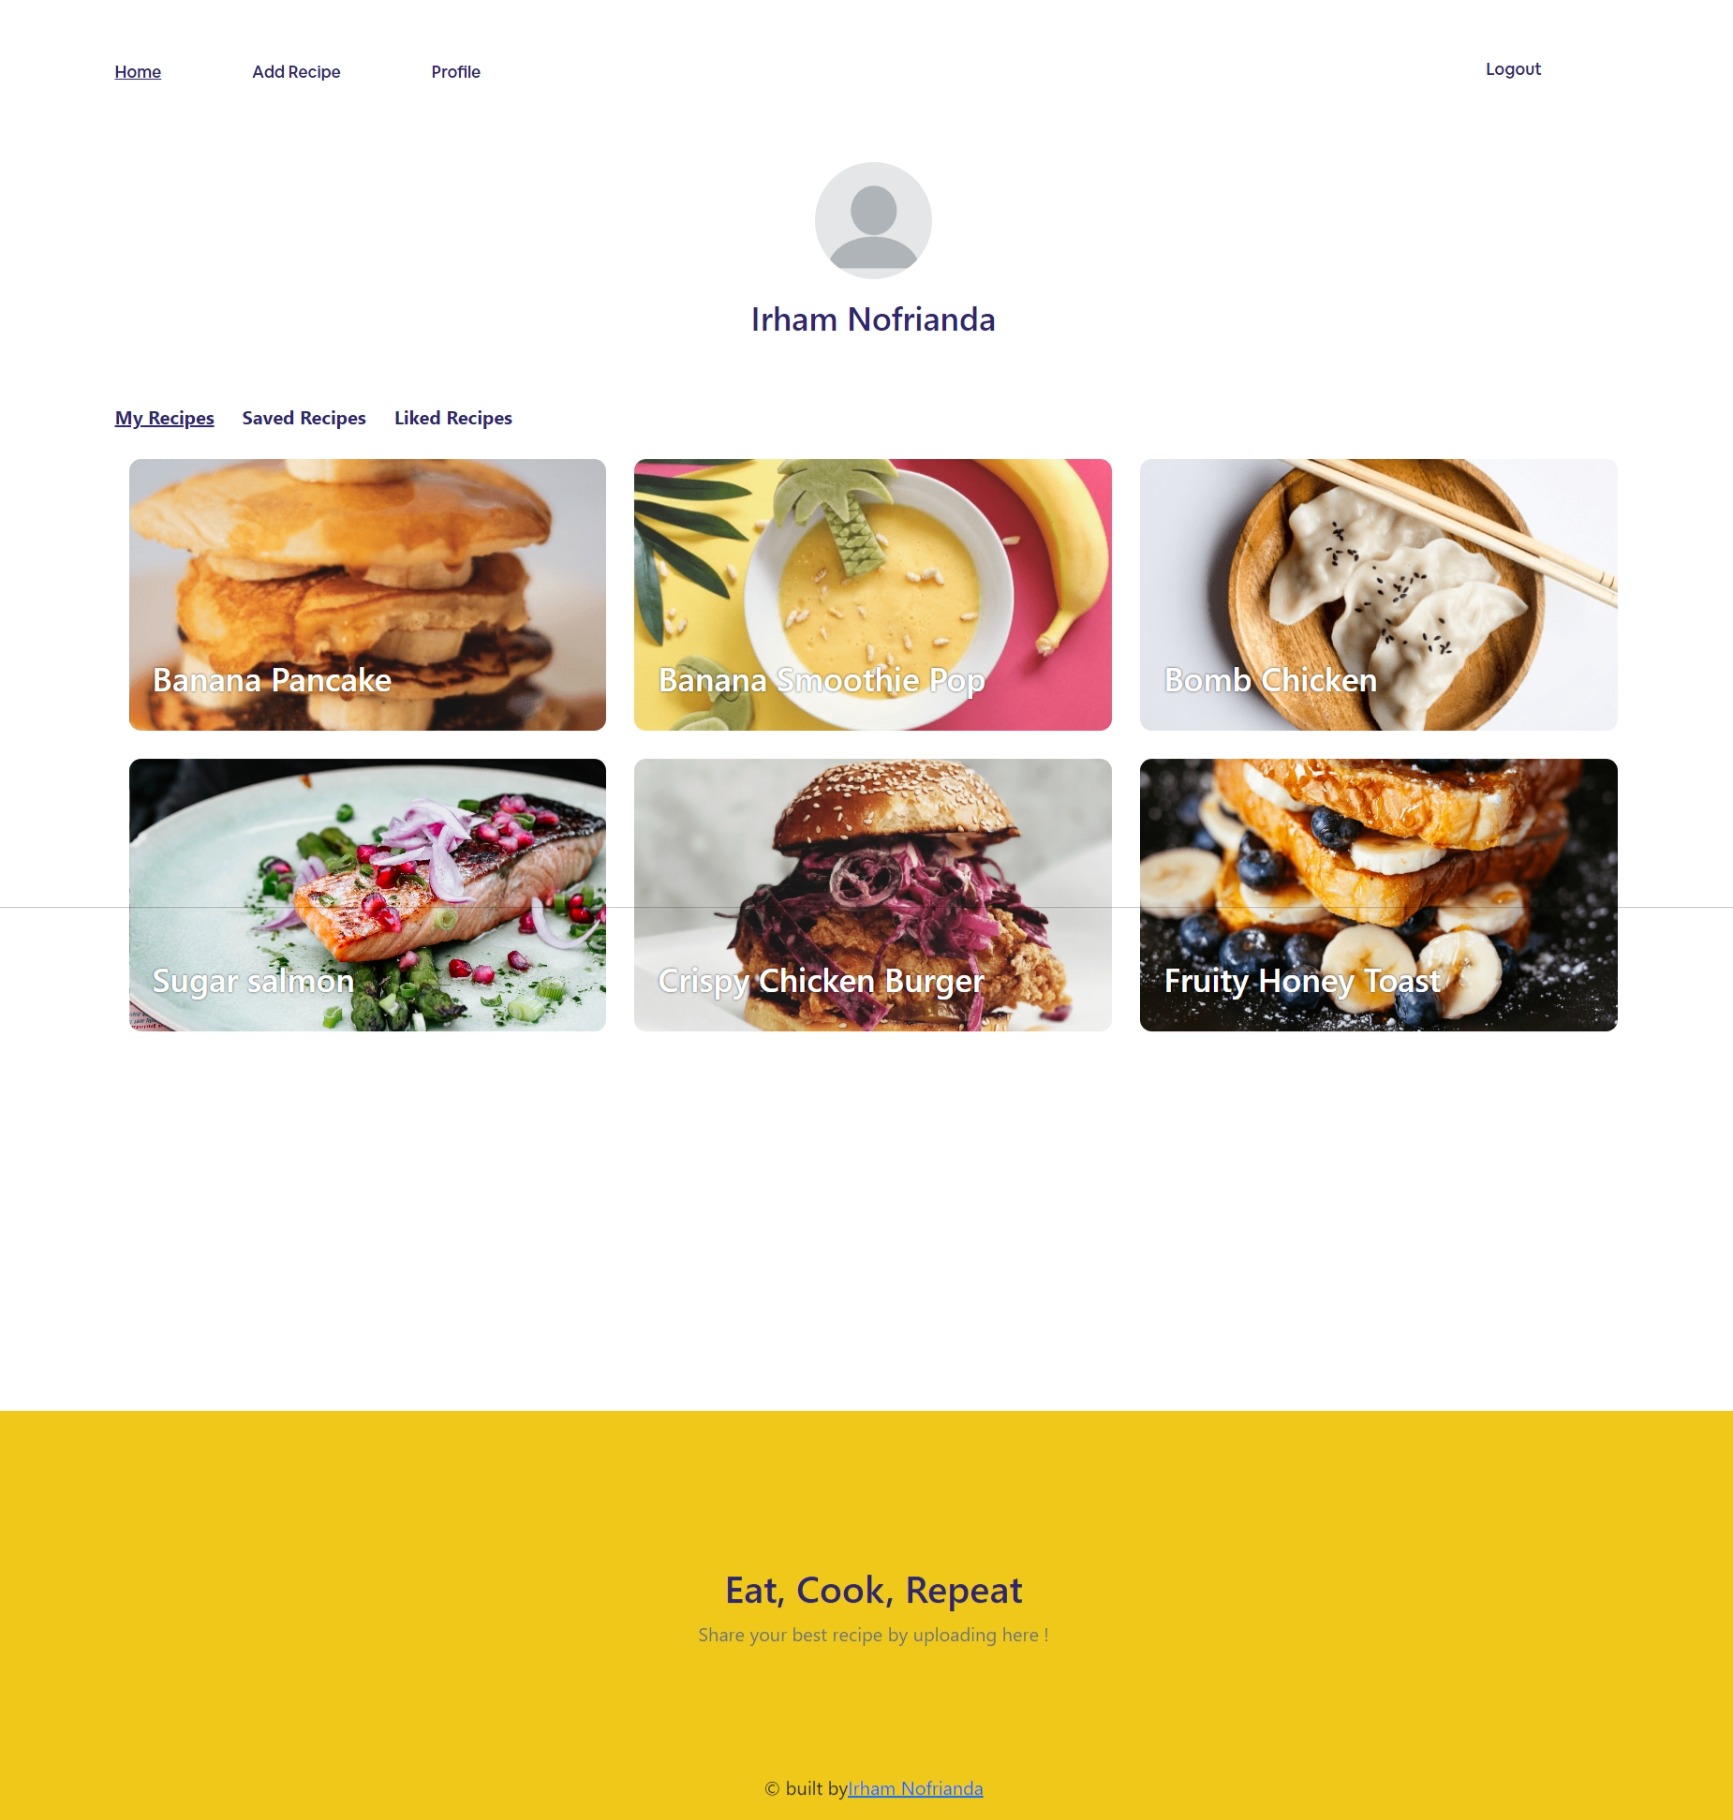 Home Add Recipe Profile Logout
Irham Nofrianda
My Recipes Saved Recipes Liked Recipes
Banana Pancake
Banana Smoothie Pop
Bomb Chicken
Sugar salmon
Crispy Chicken Burger
Fruity Honey Toast
Eat, Cook, Repeat
Share your best recipe by uploading here !
© built byIrham Nofrianda